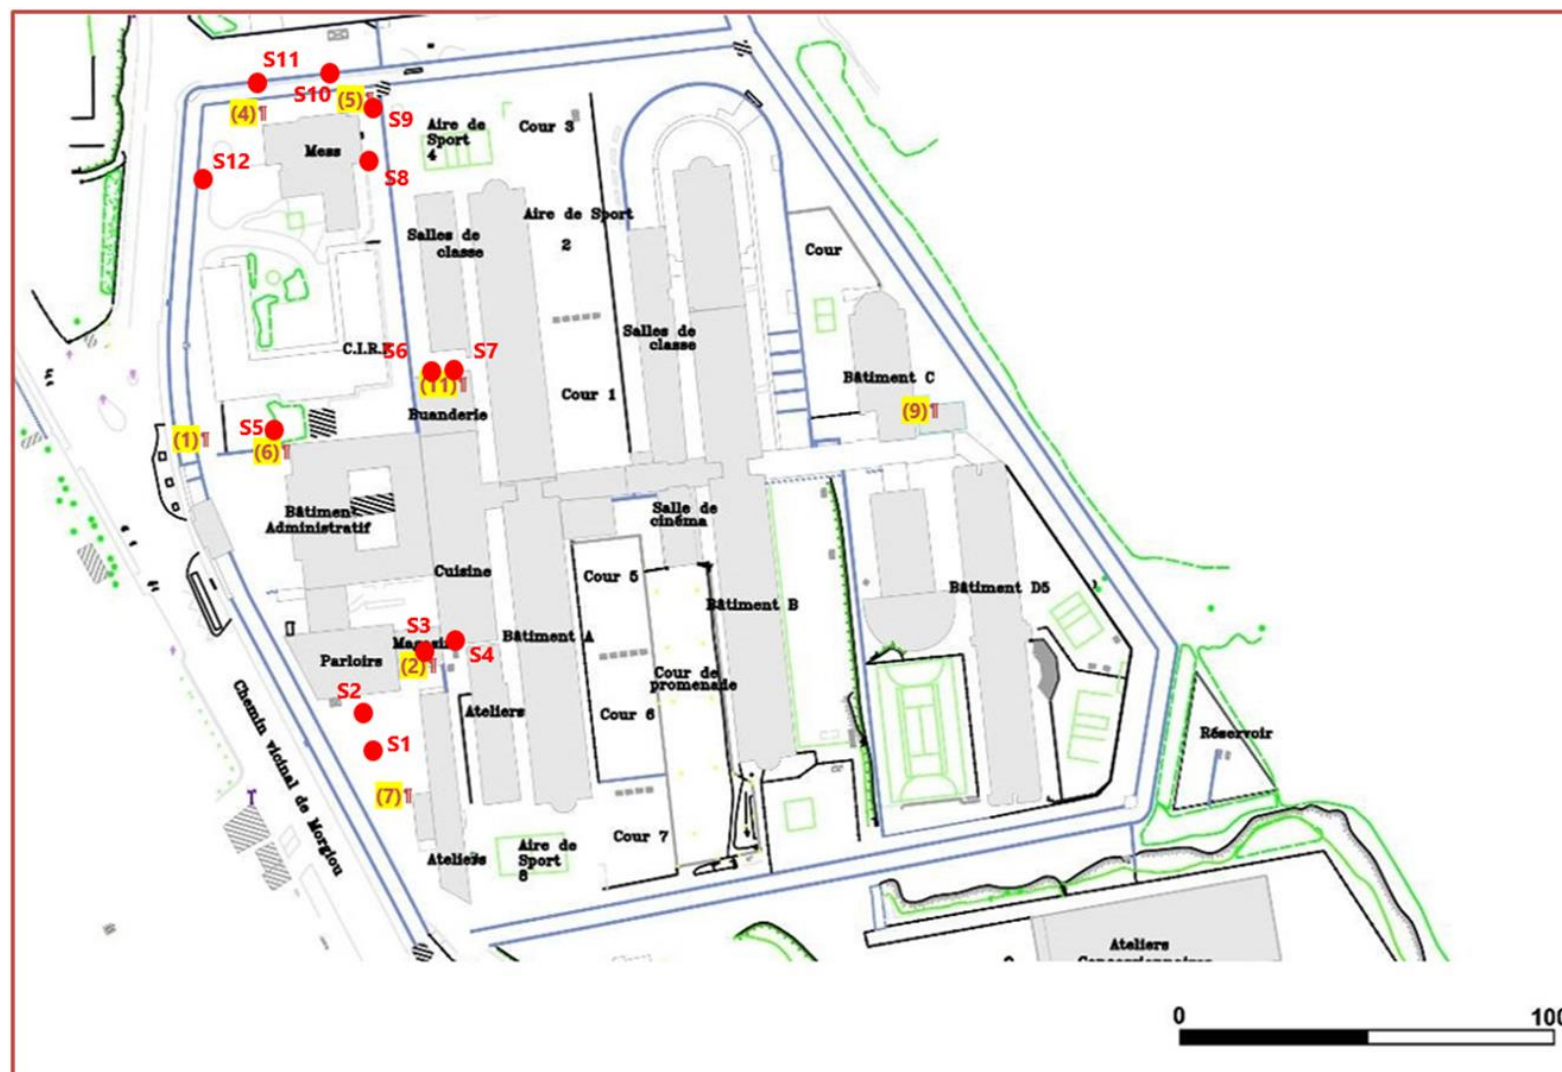 S11
S10
(4)¶
(5)¶
S9
Aire de
Sport
4
Cour 3
Mess
S12
S8
Salles de
classe
Aire de Sport
2
Cour
C.I.R.
S6
S7
(11)¶
Salles de
classe
Cour 1
Buanderie
Bâtiment C
(9)¶
(1)¶
S5
(6)¶
Bâtiment
Administratif
Salle de
cinéma
Cuisine
Cour 5
Bâtiment D5
Bâtiment B
S3
Magasin
S4
Bâtiment A
(2)¶
Parloirs
Cour de
promenade
S2
Ateliers
Cour 6
S1
Réservoir
Chemin vicinal de Morgiou
(7)¶
Cour 7
Ateliers
Aire de
Sport
8
Ateliers
0
100